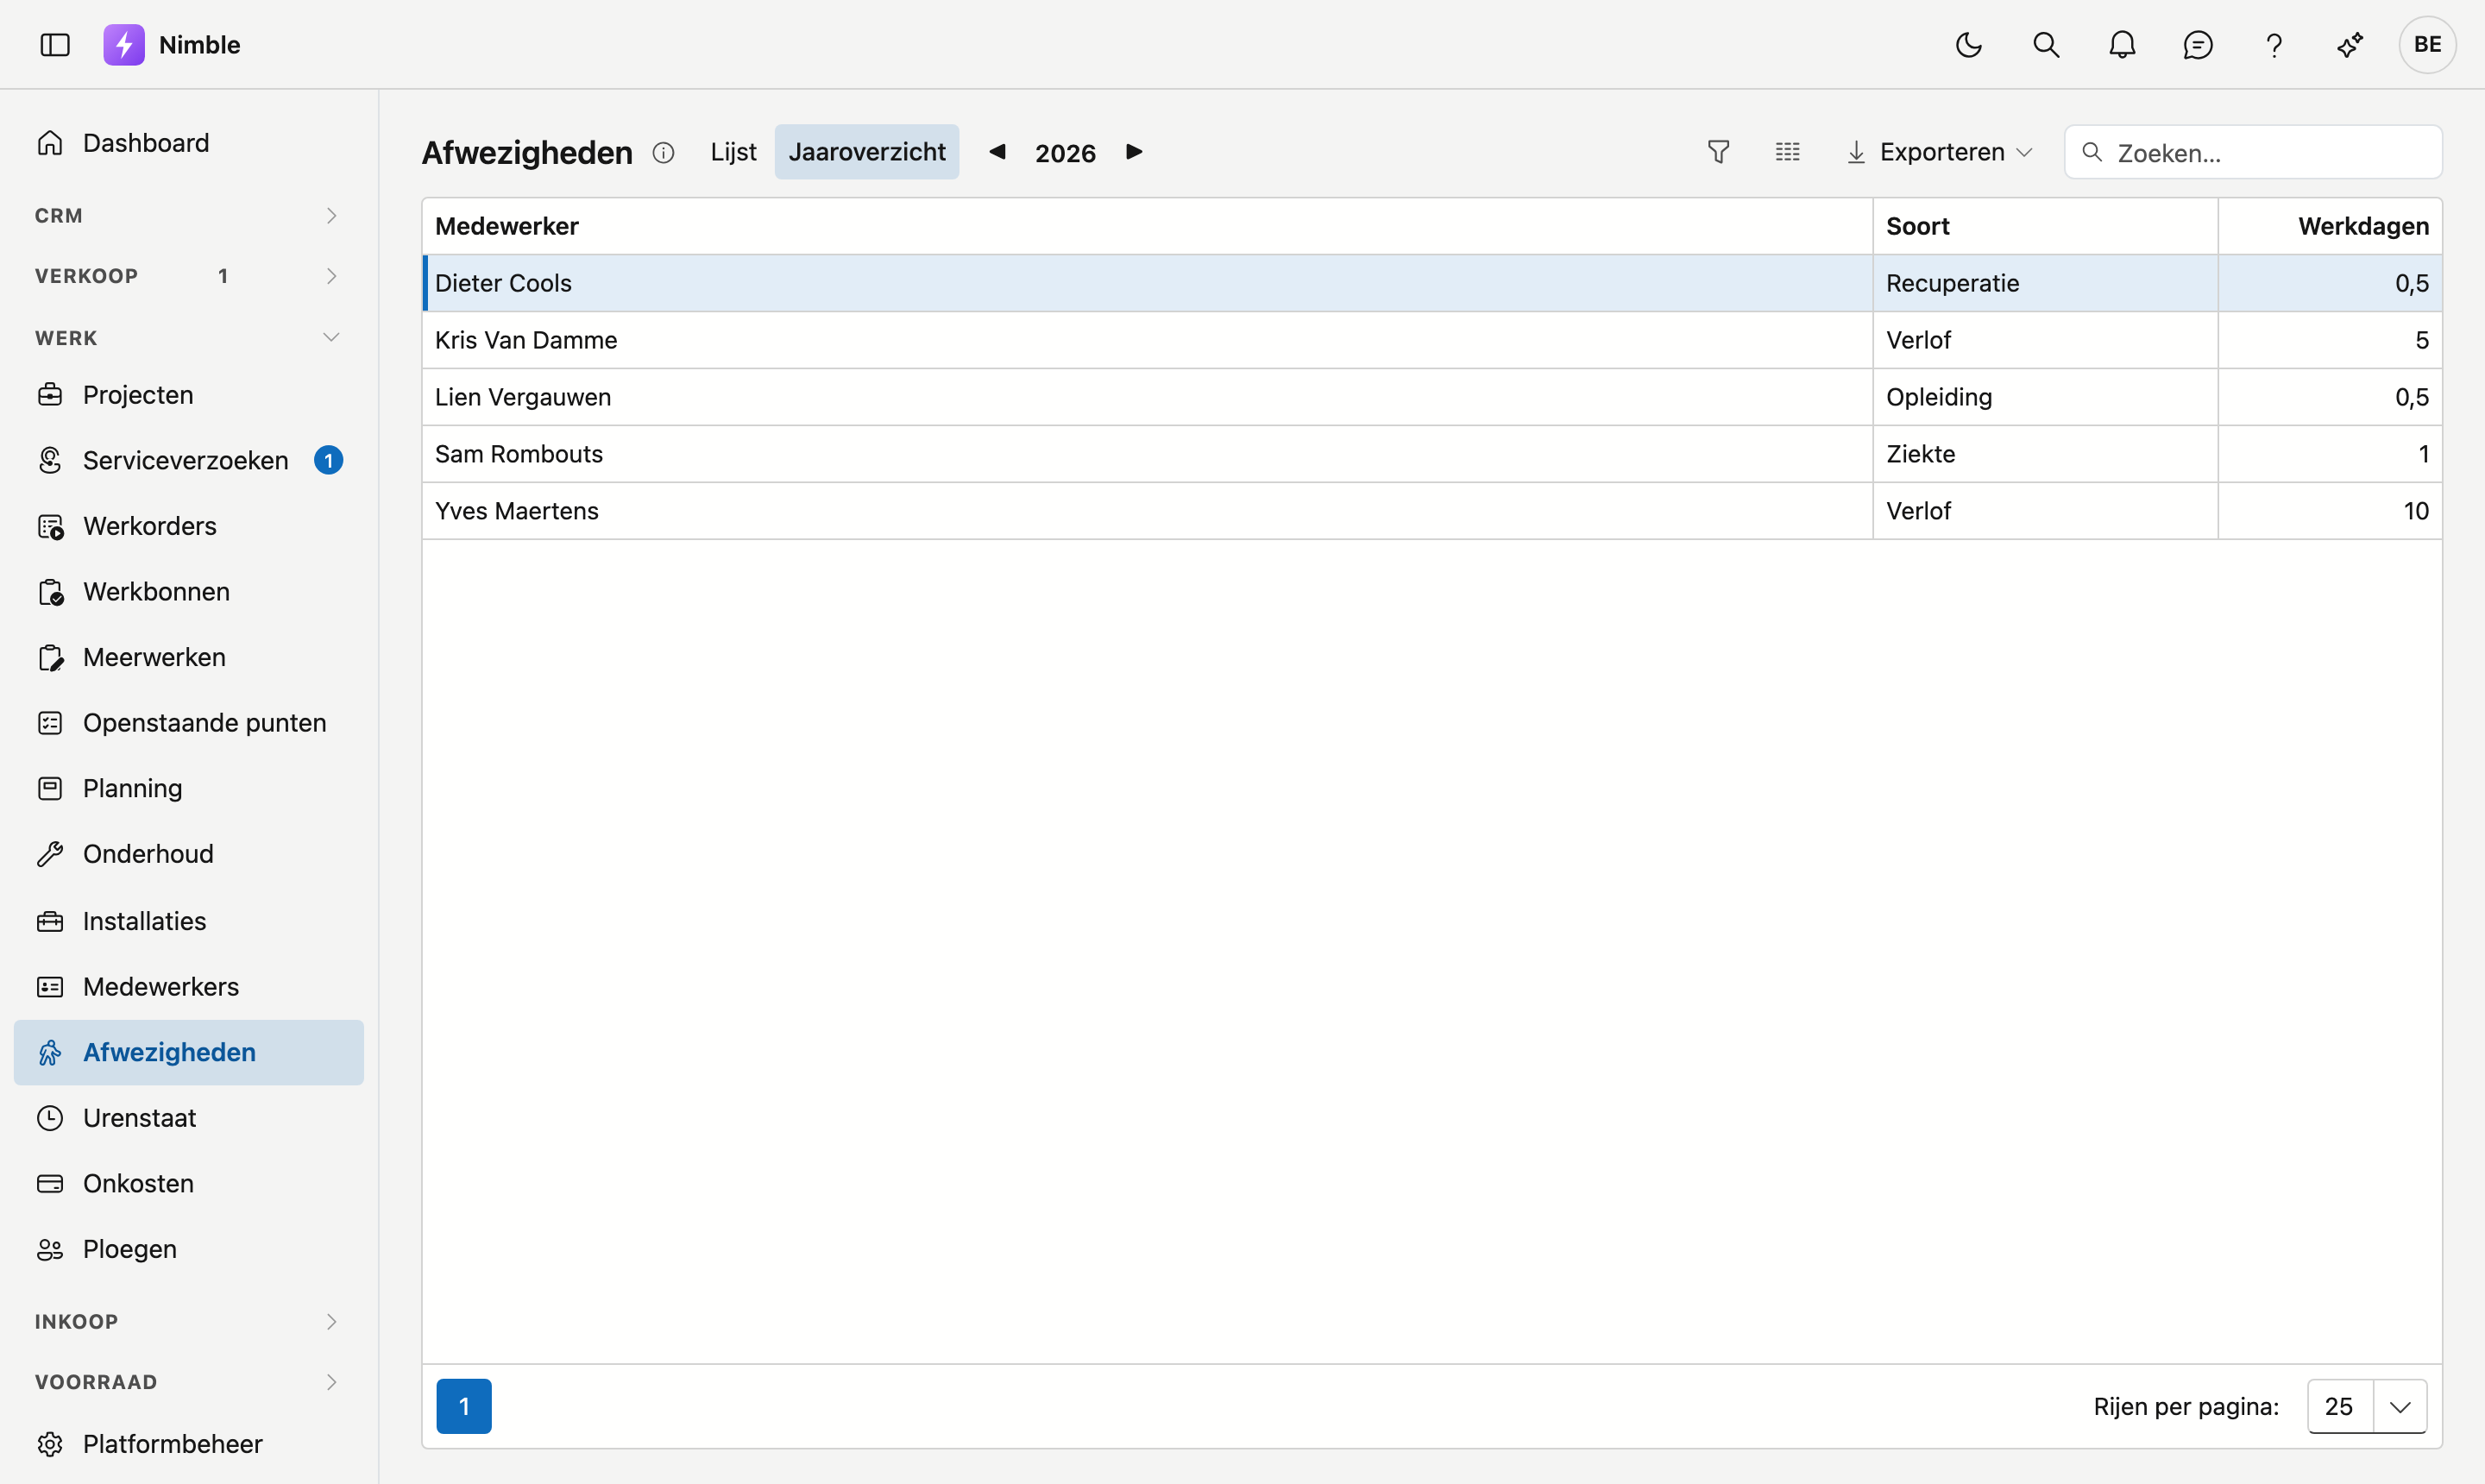 Nimble
BE
Dashboard
CRM
VERKOOP 1
WERK
Projecten
Serviceverzoeken 1
Werkorders
Werkbonnen
Meerwerken
Openstaande punten
Planning
Onderhoud
Installaties
Medewerkers
Afwezigheden
Urenstaat
Onkosten
Ploegen
INKOOP
VOORRAAD
Platformbeheer
Afwezigheden Lijst Jaaroverzicht 2026 Exporteren Zoeken...
Medewerker Soort Werkdagen
Dieter Cools Recuperatie 0,5
Kris Van Damme Verlof 5
Lien Vergauwen Opleiding 0,5
Sam Rombouts Ziekte 1
Yves Maertens Verlof 10
1 Rijen per pagina: 25